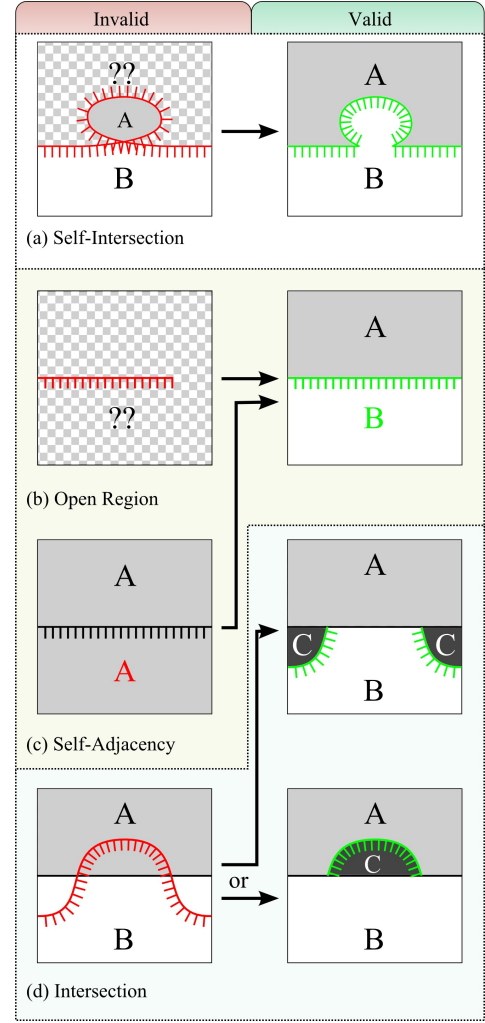 Invalid Valid
??
A
A
B
B
(a) Self-Intersection
A
??
B
(b) Open Region
A
A
A
C
C
B
(c) Self-Adjacency
A
A
or
C
B
B
(d) Intersection